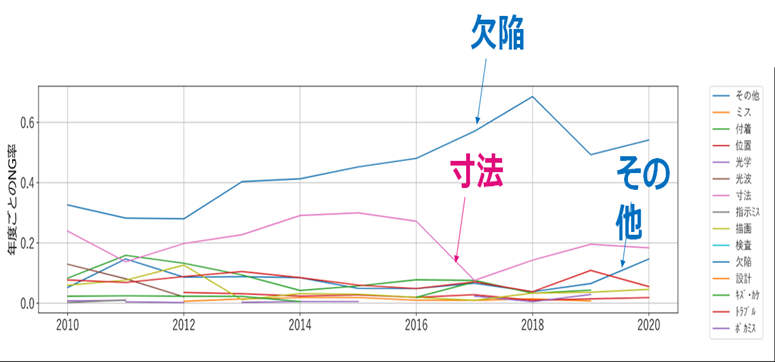 欠陥
寸法
その
他
年度ごとのNG率
0.6
0.4
0.2
0.0
2010
2012
2014
2016
2018
2020
その他
ミス
付着
位置
光学
光波
寸法
指示ﾐｽ
描画
検査
欠陥
設計
ｷｽﾞ・ｶｹ
ﾄﾗﾌﾞﾙ
ﾎﾟｶﾐｽ